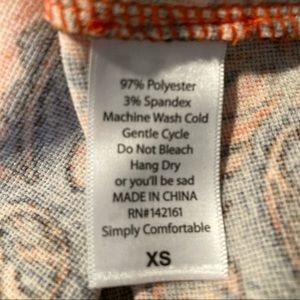 97% Polyester
3% Spandex
Machine Wash Cold
Gentle Cycle
Do Not Bleach
Hang Dry
or you'll be sad
MADE IN CHINA
RN#142161
Simply Comfortable
XS